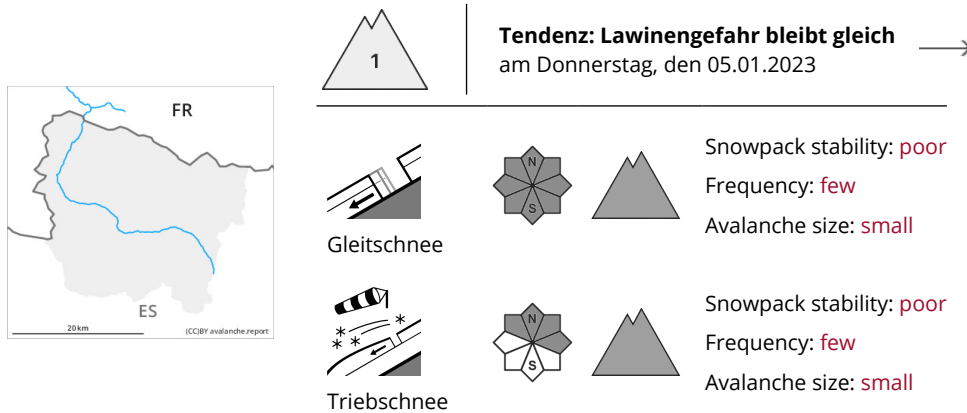 1
Tendenz: Lawinengefahr bleibt gleich
am Donnerstag, den 05.01.2023
FR
ES
20 km
(CC)BY avalanche.report
N
S
Gleitschnee
Snowpack stability: poor
Frequency: few
Avalanche size: small
N
S
Triebschnee
Snowpack stability: poor
Frequency: few
Avalanche size: small